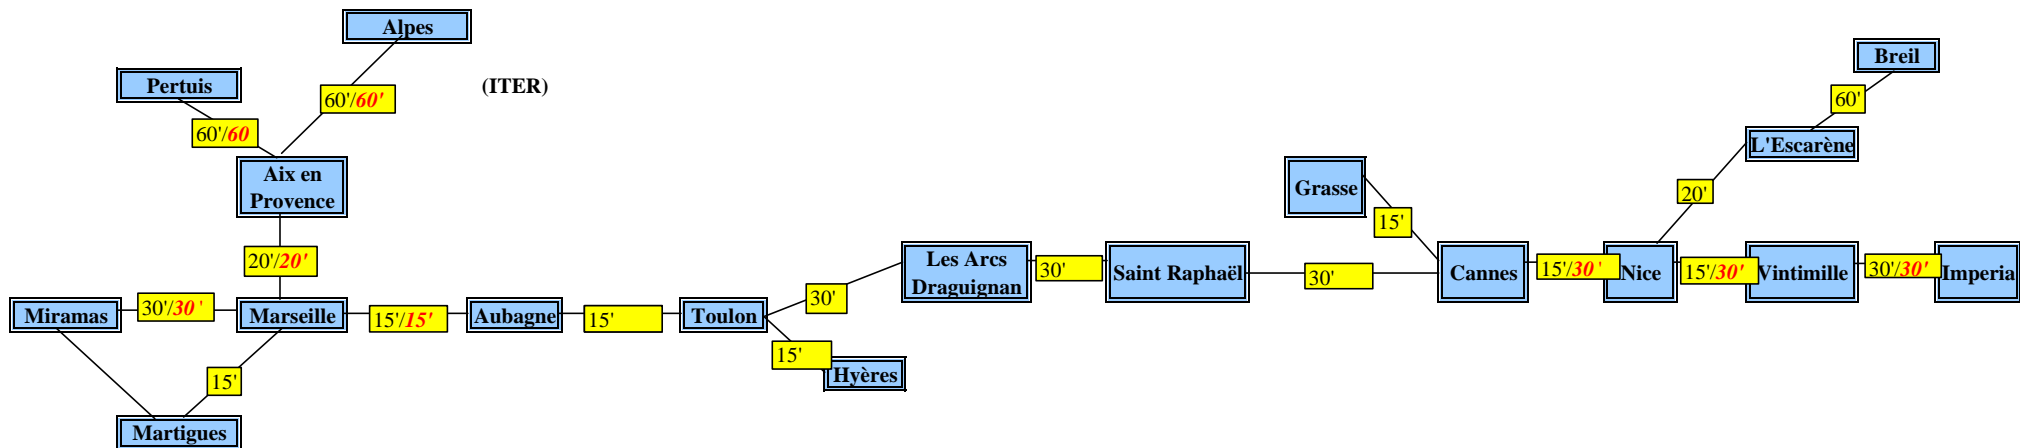 Alpes
Breil
Pertuis
(ITER)
60'/60'
60'
60'/60
L'Escarène
Aix en
Provence
Grasse
20'
15'
20'/20'
Les Arcs
Draguignan
30'
Saint Raphaël
30'
Cannes
15'/30'
Nice
15'/30'
Vintimille
30'/30'
Imperia
Miramas
30'/30'
Marseille
15'/15'
Aubagne
15'
Toulon
30'
15'
Hyères
15'
Martigues